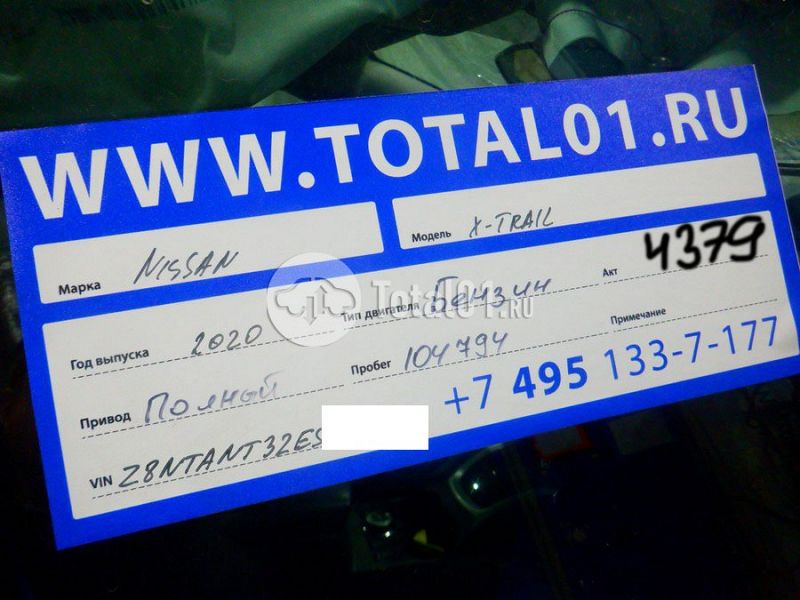 WWW.TOTAL01.RU
Марка NISSAN Модель X-TRAIL
Год выпуска 2020 Тип двигателя Бензин Акт 4379
Total01.RU
Привод Полный Пробег 104794 Примечание
+7 495 133-7-177
VIN Z8NTANT32ES